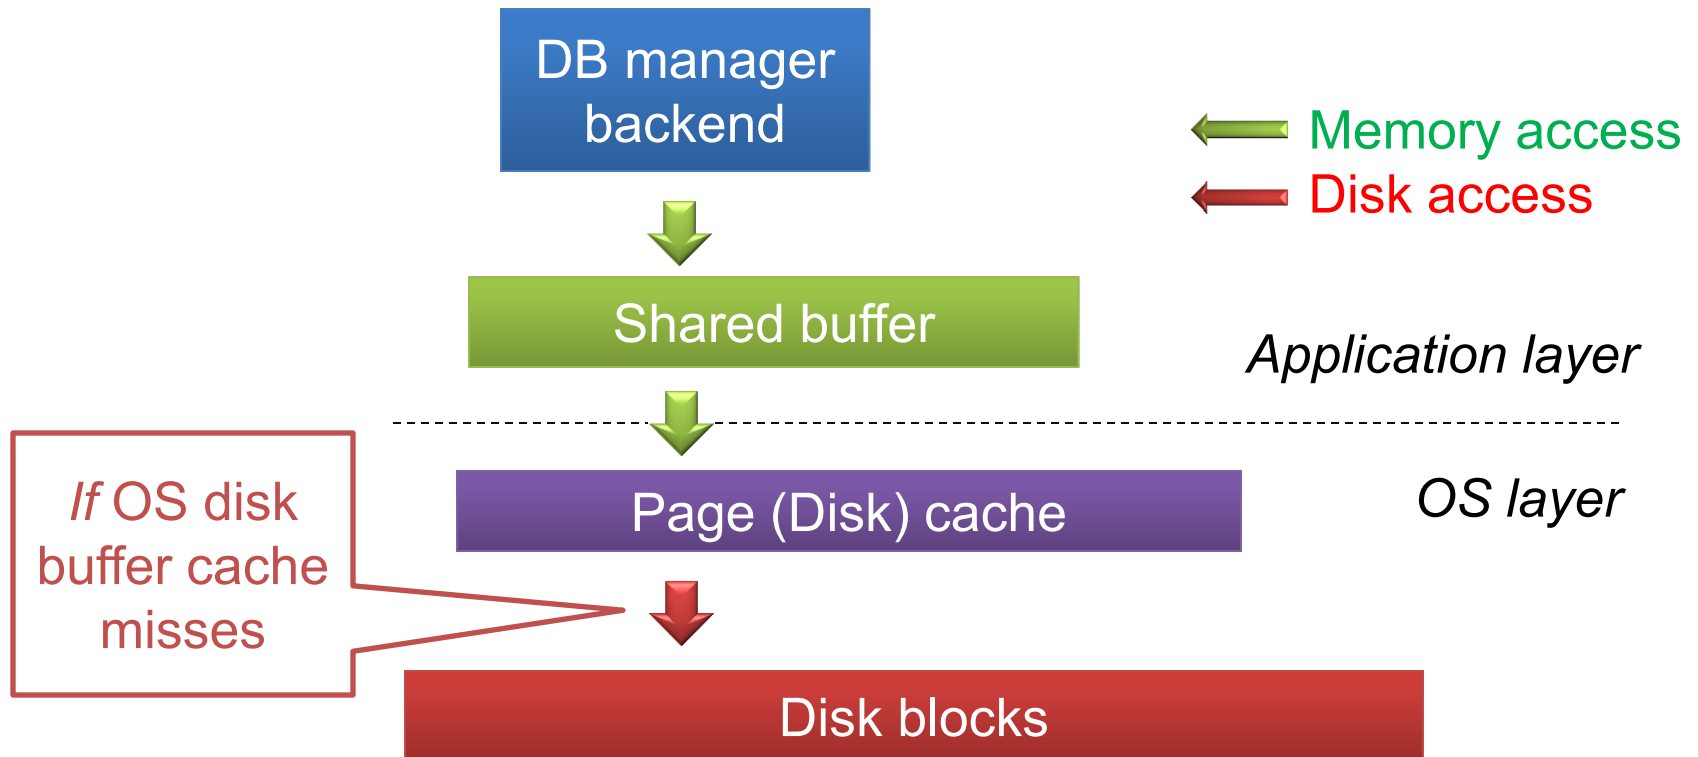 DB manager
backend
Memory access
Disk access
Shared buffer
Application layer
If OS disk
buffer cache
misses
Page (Disk) cache
OS layer
Disk blocks